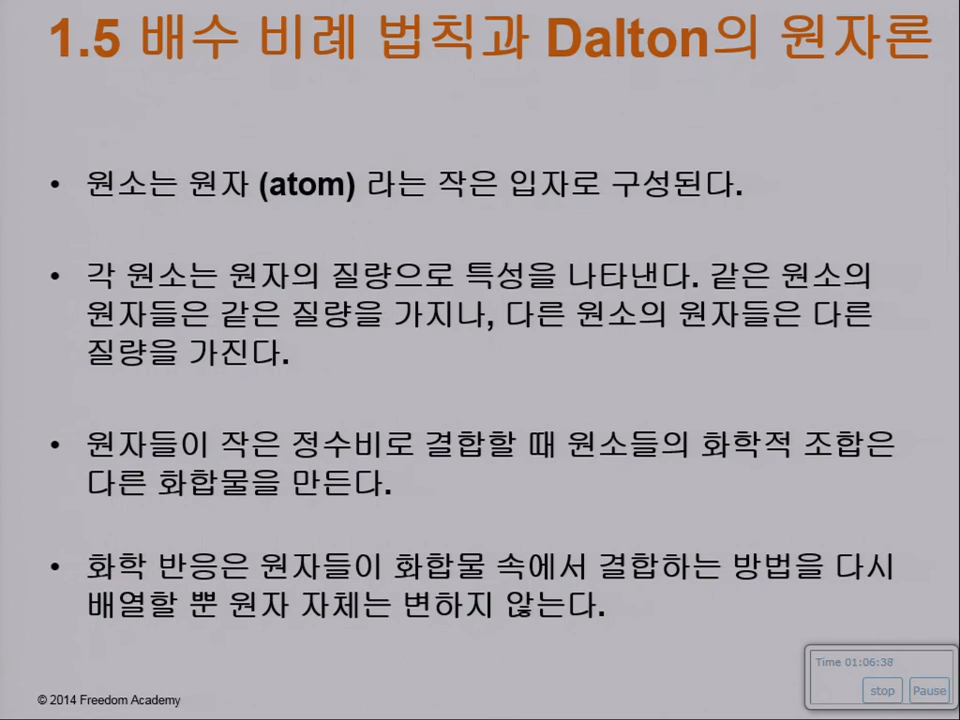 1.5 배수 비례 법칙과 Dalton의 원자론
• 원소는 원자 (atom) 라는 작은 입자로 구성된다.
• 각 원소는 원자의 질량으로 특성을 나타낸다. 같은 원소의
원자들은 같은 질량을 가지나, 다른 원소의 원자들은 다른
질량을 가진다.
• 원자들이 작은 정수비로 결합할 때 원소들의 화학적 조합은
다른 화합물을 만든다.
• 화학 반응은 원자들이 화합물 속에서 결합하는 방법을 다시
배열할 뿐 원자 자체는 변하지 않는다.
Time 01:06:38
stop Pause
© 2014 Freedom Academy